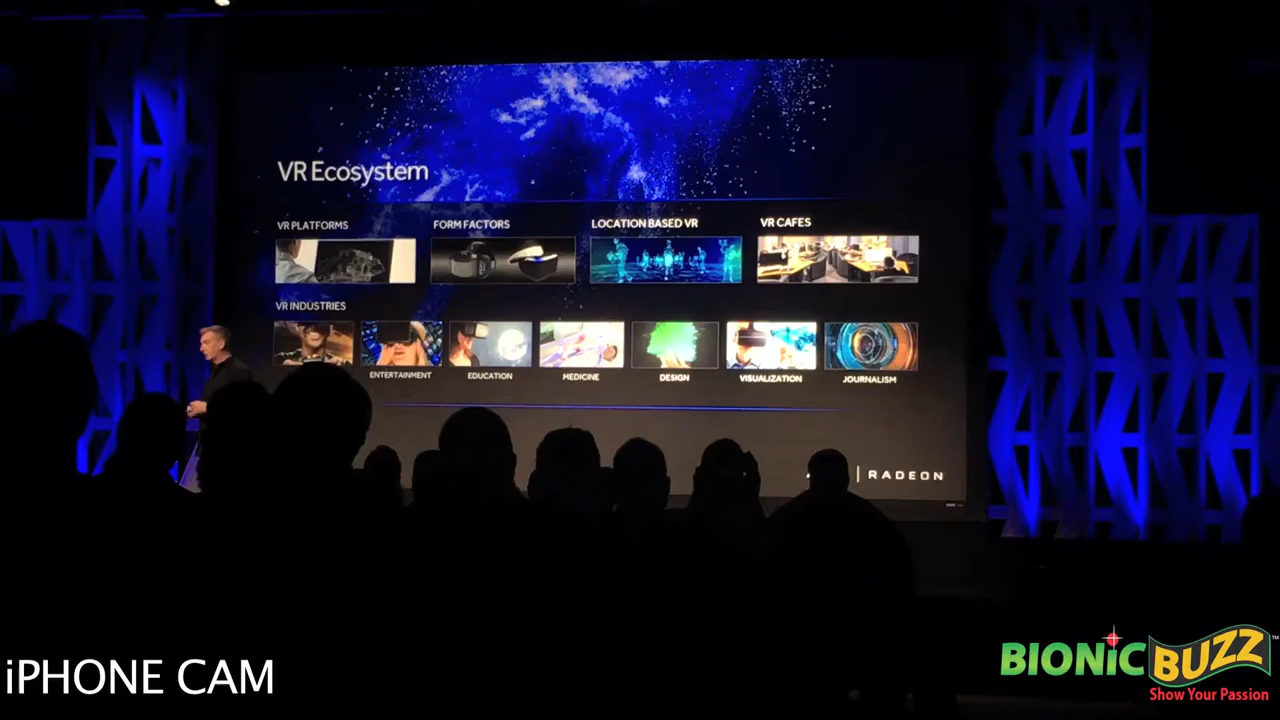 VR Ecosystem
VR PLATFORMS
FORM FACTORS
LOCATION BASED VR
VR CAFES
VR INDUSTRIES
ENTERTAINMENT
EDUCATION
MEDICINE
DESIGN
VISUALIZATION
JOURNALISM
RADEON
iPHONE CAM
BIONiC BUZZ™
Show Your Passion